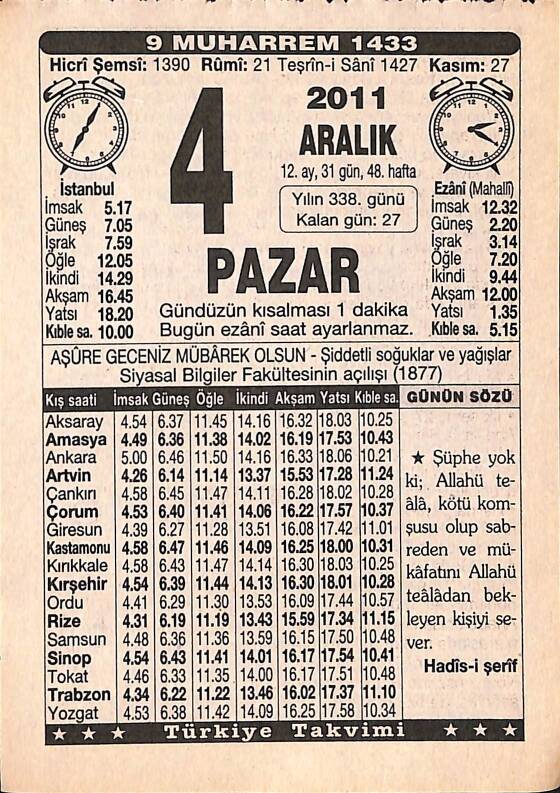 9 MUHARREM 1433
Hicrî Şemsî: 1390 Rûmî: 21 Teşrîn-i Sânî 1427 Kasım: 27
4
2011
ARALIK
12. ay, 31 gün, 48. hafta
Yılın 338. günü
Kalan gün: 27
PAZAR
Gündüzün kısalması 1 dakika
Bugün ezânî saat ayarlanmaz.
İstanbul
İmsak 5.17
Güneş 7.05
İşrak 7.59
Öğle 12.05
İkindi 14.29
Akşam 16.45
Yatsı 18.20
Kıble sa. 10.00
Ezânî (Mahallî)
İmsak 12.32
Güneş 2.20
İşrak 3.14
Öğle 7.20
İkindi 9.44
Akşam 12.00
Yatsı 1.35
Kıble sa. 5.15
AŞÛRE GECENİZ MÜBÂREK OLSUN - Şiddetli soğuklar ve yağışlar
Siyasal Bilgiler Fakültesinin açılışı (1877)
Kış saati İmsak Güneş Öğle İkindi Akşam Yatsı Kıble sa.
Aksaray 4.54 6.37 11.45 14.16 16.32 18.03 10.25
Amasya 4.49 6.36 11.38 14.02 16.19 17.53 10.43
Ankara 5.00 6.46 11.50 14.16 16.33 18.06 10.21
Artvin 4.26 6.14 11.14 13.37 15.53 17.28 11.24
Çankırı 4.58 6.45 11.47 14.11 16.28 18.02 10.28
Çorum 4.53 6.40 11.41 14.06 16.22 17.57 10.37
Giresun 4.39 6.27 11.28 13.51 16.08 17.42 11.01
Kastamonu 4.58 6.47 11.46 14.09 16.25 18.00 10.31
Kırıkkale 4.58 6.43 11.47 14.14 16.30 18.03 10.25
Kırşehir 4.54 6.39 11.44 14.13 16.30 18.01 10.28
Ordu 4.41 6.29 11.30 13.53 16.09 17.44 10.57
Rize 4.31 6.19 11.19 13.43 15.59 17.34 11.15
Samsun 4.48 6.36 11.36 13.59 16.15 17.50 10.48
Sinop 4.54 6.43 11.41 14.01 16.17 17.54 10.41
Tokat 4.46 6.33 11.35 14.00 16.17 17.51 10.48
Trabzon 4.34 6.22 11.22 13.46 16.02 17.37 11.10
Yozgat 4.53 6.38 11.42 14.09 16.25 17.58 10.34
GÜNÜN SÖZÜ
★ Şüphe yok
ki; Allahü te-
âlâ, kötü kom-
şusu olup sab-
reden ve mü-
kâfatını Allahü
teâlâdan bek-
leyen kişiyi se-
ver.
Hadîs-i şerîf
★ ★ ★ Türkiye Takvimi ★ ★ ★